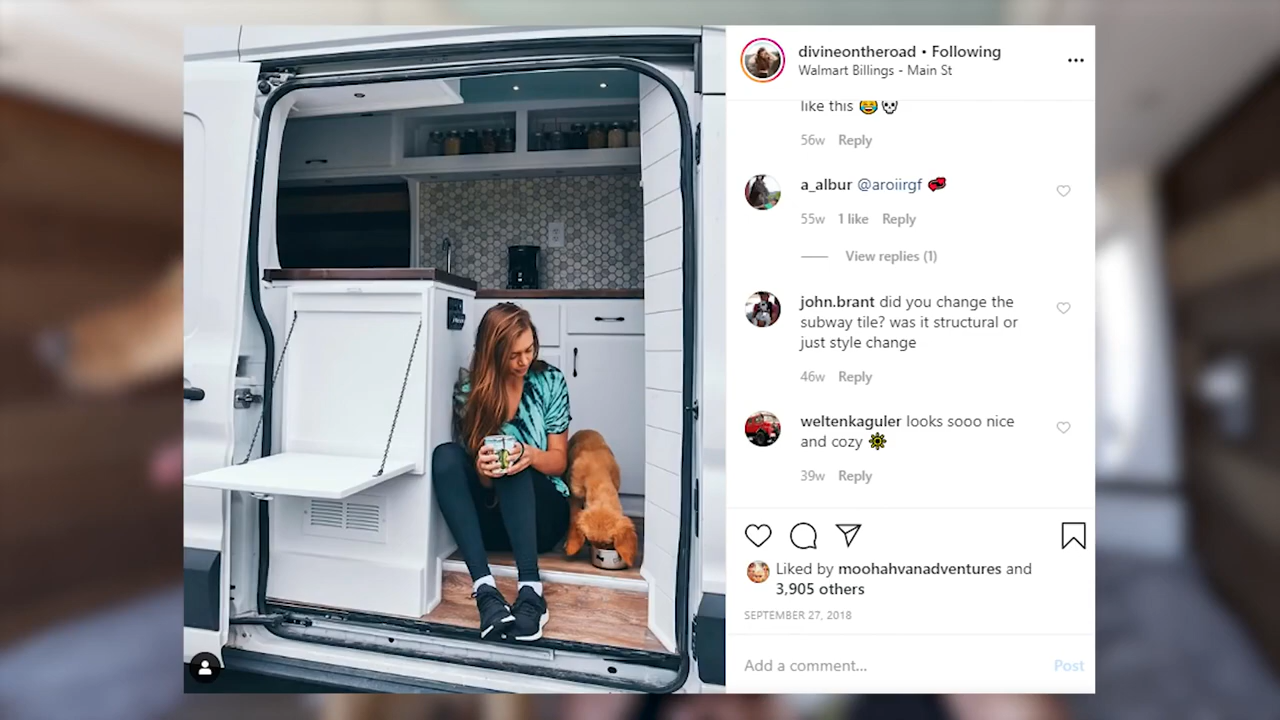 divineontheroad • Following
Walmart Billings - Main St
like this 😂💀
56w Reply
a_albur @aroiirgf 💋
55w 1 like Reply
View replies (1)
john.brant did you change the
subway tile? was it structural or
just style change
46w Reply
weltenkaguler looks sooo nice
and cozy 🔅
39w Reply
Liked by moohahvanadventures and
3,905 others
SEPTEMBER 27, 2018
Add a comment... Post